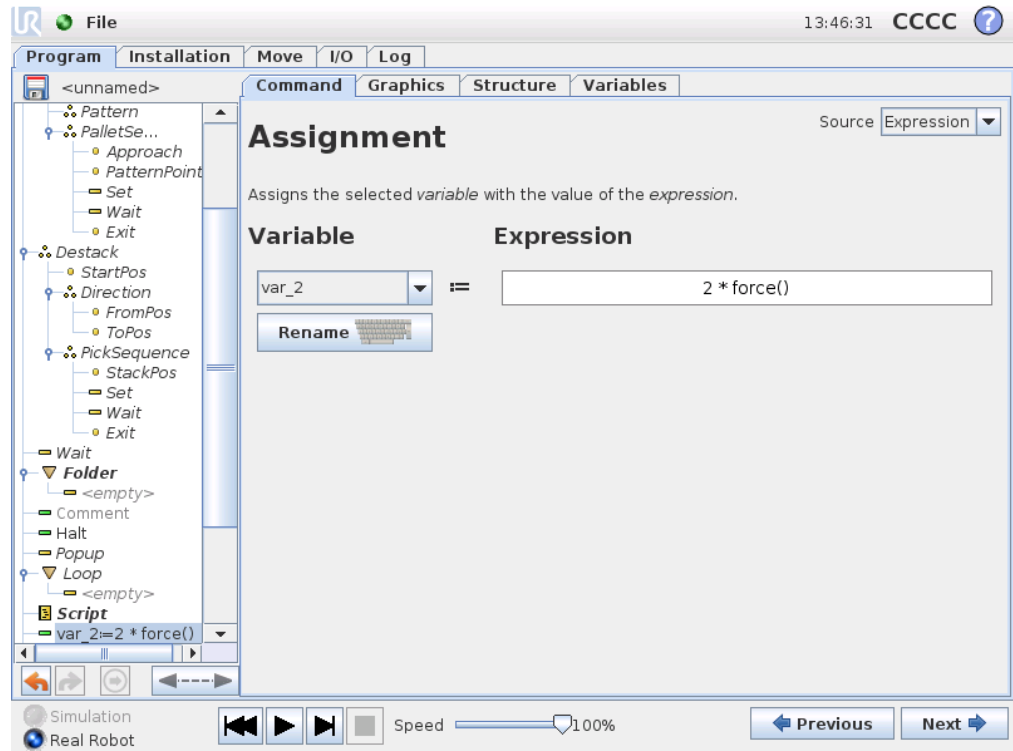 UR File 13:46:31 CCCC ?
Program Installation Move I/O Log
<unnamed>
Command Graphics Structure Variables
Pattern
PalletSe...
Approach
PatternPoint
Set
Wait
Exit
Destack
StartPos
Direction
FromPos
ToPos
PickSequence
StackPos
Set
Wait
Exit
Wait
Folder
<empty>
Comment
Halt
Popup
Loop
<empty>
Script
var_2:=2 * force()
Assignment
Source Expression
Assigns the selected variable with the value of the expression.
Variable Expression
var_2 := 2 * force()
Rename
Simulation
Real Robot
Speed 100%
Previous Next